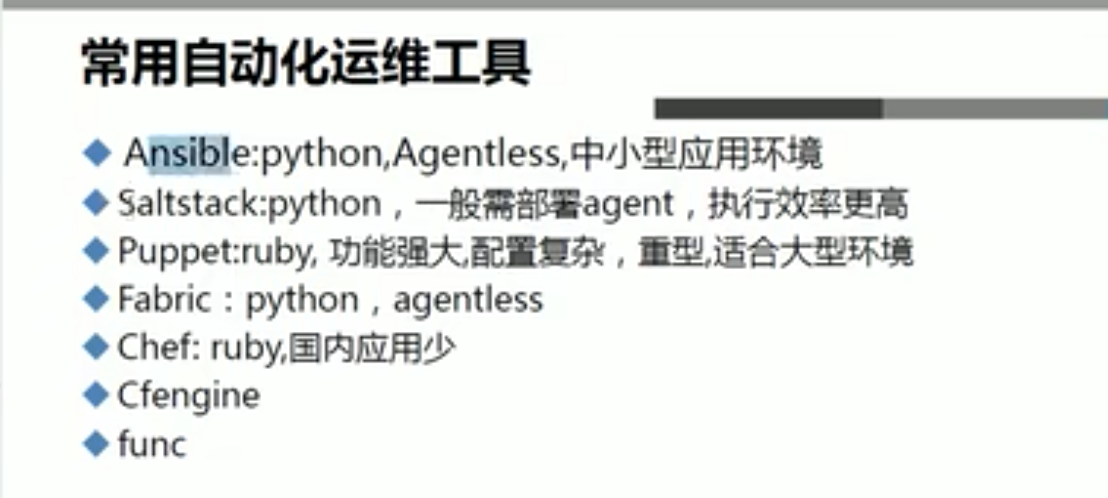 常用自动化运维工具
Ansible:python,Agentless,中小型应用环境
Saltstack:python，一般需部署agent，执行效率更高
Puppet:ruby, 功能强大,配置复杂，重型,适合大型环境
Fabric：python，agentless
Chef: ruby,国内应用少
Cfengine
func